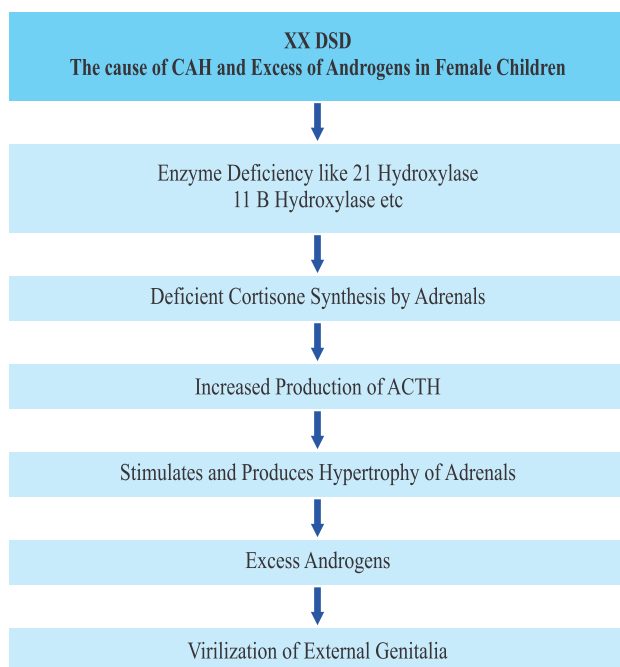 XX DSD
The cause of CAH and Excess of Androgens in Female Children
Enzyme Deficiency like 21 Hydroxylase
11 B Hydroxylase etc
Deficient Cortisone Synthesis by Adrenals
Increased Production of ACTH
Stimulates and Produces Hypertrophy of Adrenals
Excess Androgens
Virilization of External Genitalia